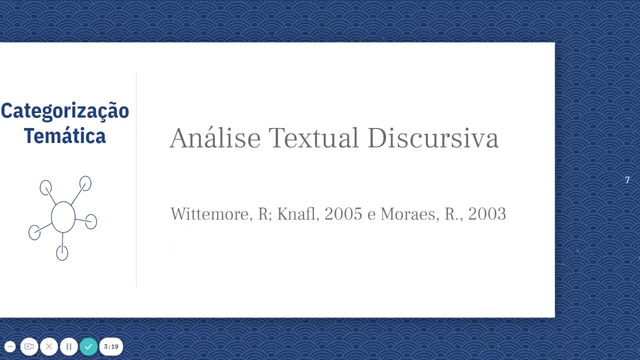 Categorização
Temática
Análise Textual Discursiva
Wittemore, R; Knafl, 2005 e Moraes, R., 2003
7
3:19